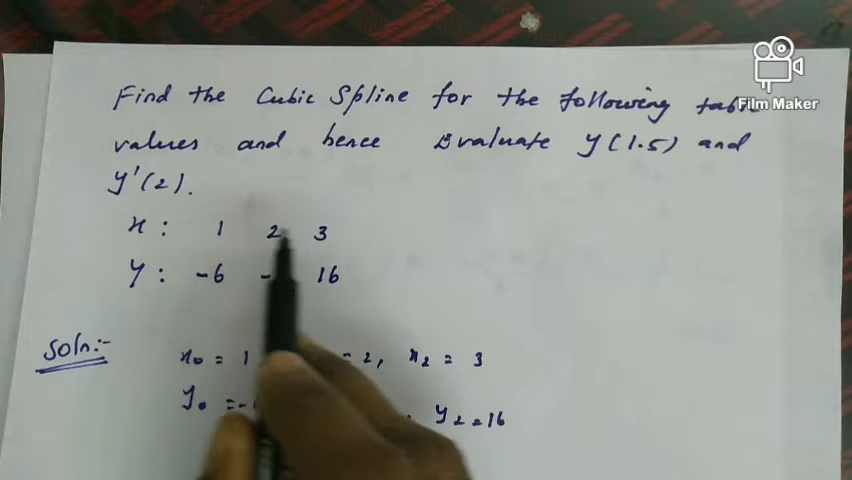 Find the Cubic Spline for the following table
values and hence Evaluate y(1.5) and
y'(2).
x : 1 2 3
y : -6 - 16
Soln:-
x₀ = 1 = 2, x₂ = 3
y₀ = - y₂ = 16
Film Maker